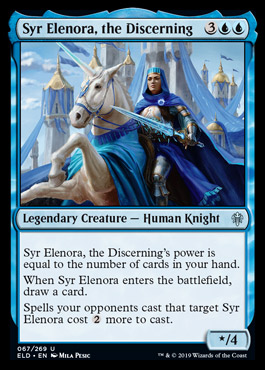 Syr Elenora, the Discerning 3
Legendary Creature — Human Knight
Syr Elenora, the Discerning's power is
equal to the number of cards in your hand.
When Syr Elenora enters the battlefield,
draw a card.
Spells your opponents cast that target Syr
Elenora cost 2 more to cast.
*/4
067/269 U
ELD • EN Mila Pesic
™ & © 2019 Wizards of the Coast